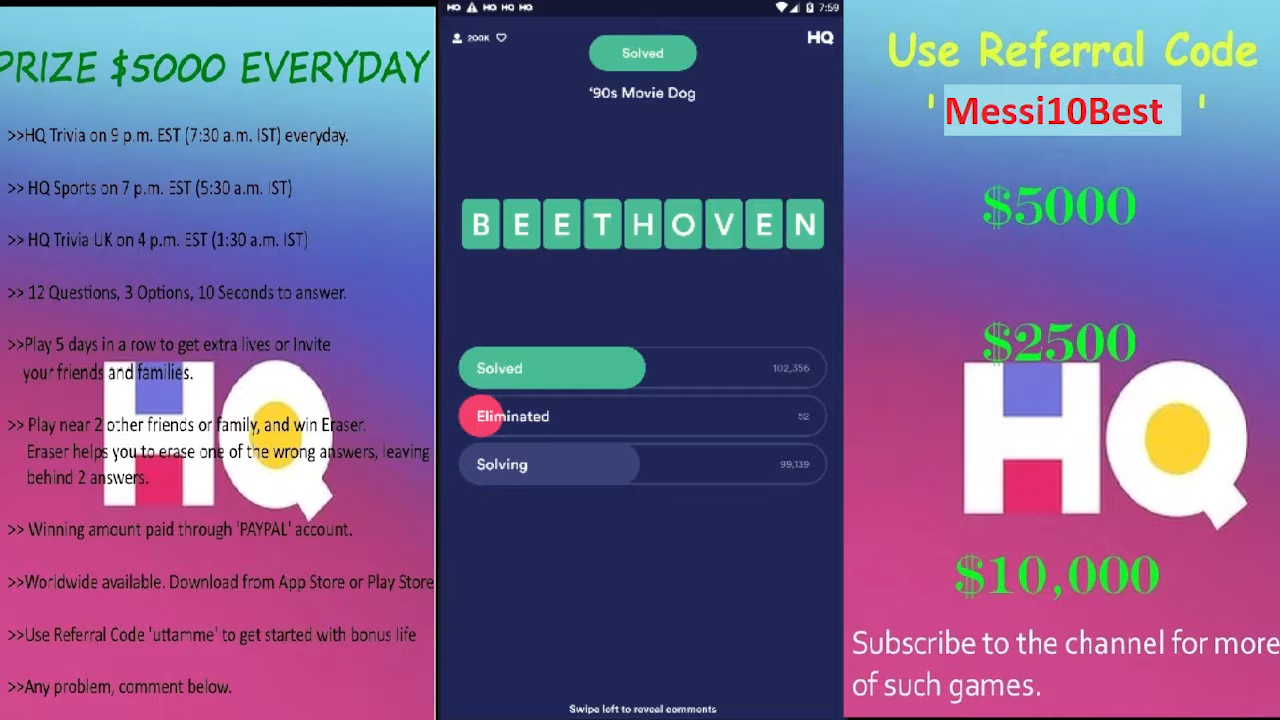 PRIZE $5000 EVERYDAY
>>HQ Trivia on 9 p.m. EST (7:30 a.m. IST) everyday.
>> HQ Sports on 7 p.m. EST (5:30 a.m. IST)
>> HQ Trivia UK on 4 p.m. EST (1:30 a.m. IST)
>> 12 Questions, 3 Options, 10 Seconds to answer.
>>Play 5 days in a row to get extra lives or Invite
your friends and families.
>> Play near 2 other friends or family, and win Eraser.
Eraser helps you to erase one of the wrong answers, leaving
behind 2 answers.
>> Winning amount paid through 'PAYPAL' account.
>>Worldwide available. Download from App Store or Play Store
>>Use Referral Code 'uttamme' to get started with bonus life
>>Any problem, comment below.
HQ
HQ HQ HQ HQ 7:59
200K HQ
Solved
'90s Movie Dog
BEETHOVEN
Solved 102,356
Eliminated 52
Solving 99,139
Swipe left to reveal comments
Use Referral Code
' Messi10Best '
$5000
$2500
HQ
$10,000
Subscribe to the channel for more
of such games.